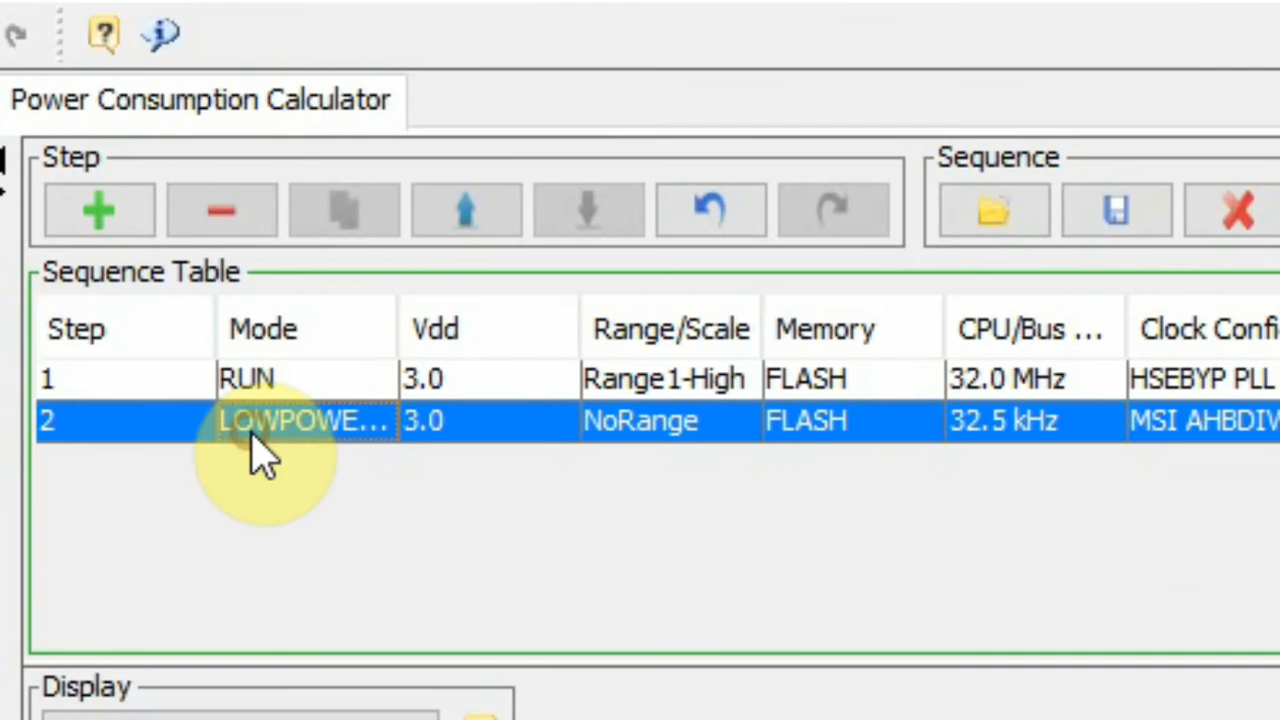 Power Consumption Calculator
Step Sequence
Sequence Table
Step Mode Vdd Range/Scale Memory CPU/Bus ... Clock Confi
1 RUN 3.0 Range1-High FLASH 32.0 MHz HSEBYP PLL
2 LOWPOWE... 3.0 NoRange FLASH 32.5 kHz MSI AHBDIV
Display